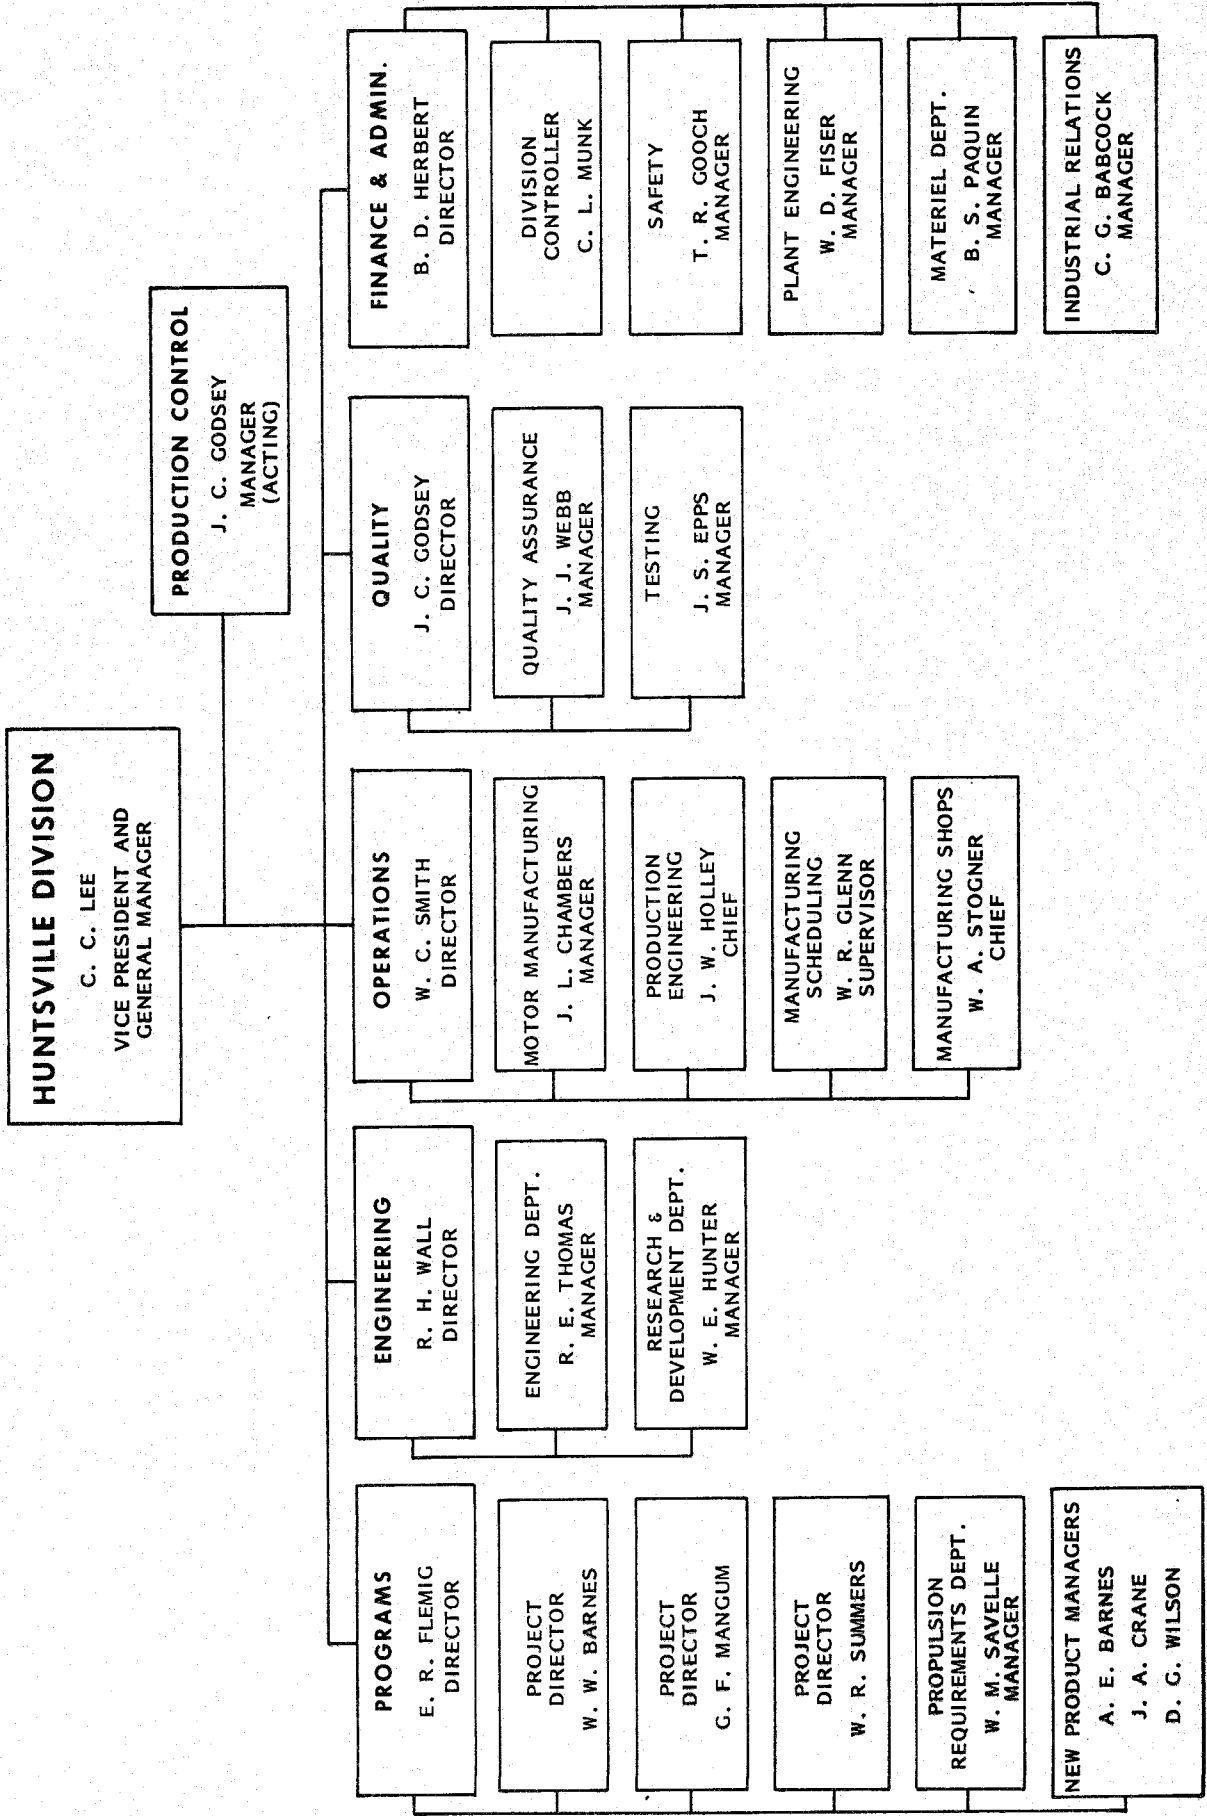 HUNTSVILLE DIVISION
C. C. LEE
VICE PRESIDENT AND
GENERAL MANAGER
PRODUCTION CONTROL
J. C. GODSEY
MANAGER
(ACTING)
PROGRAMS
E. R. FLEMIG
DIRECTOR
PROJECT
DIRECTOR
W. W. BARNES
PROJECT
DIRECTOR
G. F. MANGUM
PROJECT
DIRECTOR
W. R. SUMMERS
PROPULSION
REQUIREMENTS DEPT.
W. M. SAVELLE
MANAGER
NEW PRODUCT MANAGERS
A. E. BARNES
J. A. CRANE
D. G. WILSON
ENGINEERING
R. H. WALL
DIRECTOR
ENGINEERING DEPT.
R. E. THOMAS
MANAGER
RESEARCH &
DEVELOPMENT DEPT.
W. E. HUNTER
MANAGER
OPERATIONS
W. C. SMITH
DIRECTOR
MOTOR MANUFACTURING
J. L. CHAMBERS
MANAGER
PRODUCTION
ENGINEERING
J. W. HOLLEY
CHIEF
MANUFACTURING
SCHEDULING
W. R. GLENN
SUPERVISOR
MANUFACTURING SHOPS
W. A. STOGNER
CHIEF
QUALITY
J. C. GODSEY
DIRECTOR
QUALITY ASSURANCE
J. J. WEBB
MANAGER
TESTING
J. S. EPPS
MANAGER
FINANCE & ADMIN.
B. D. HERBERT
DIRECTOR
DIVISION
CONTROLLER
C. L. MUNK
SAFETY
T. R. GOOCH
MANAGER
PLANT ENGINEERING
W. D. FISER
MANAGER
MATERIEL DEPT.
B. S. PAQUIN
MANAGER
INDUSTRIAL RELATIONS
C. G. BABCOCK
MANAGER